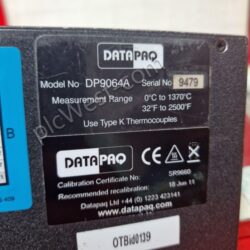 DATAPAQ
Model No DP9064A Serial No 9479
Measurement Range 0°C to 1370°C
32°F to 2500°F
Use Type K Thermocouples
DATAPAQ
Calibration Certificate No: SR9660
Recommended recalibration: 18 Jun 11
Datapaq Ltd +44 (0) 1223 423141
www.datapaq.com
OTBid0139
B